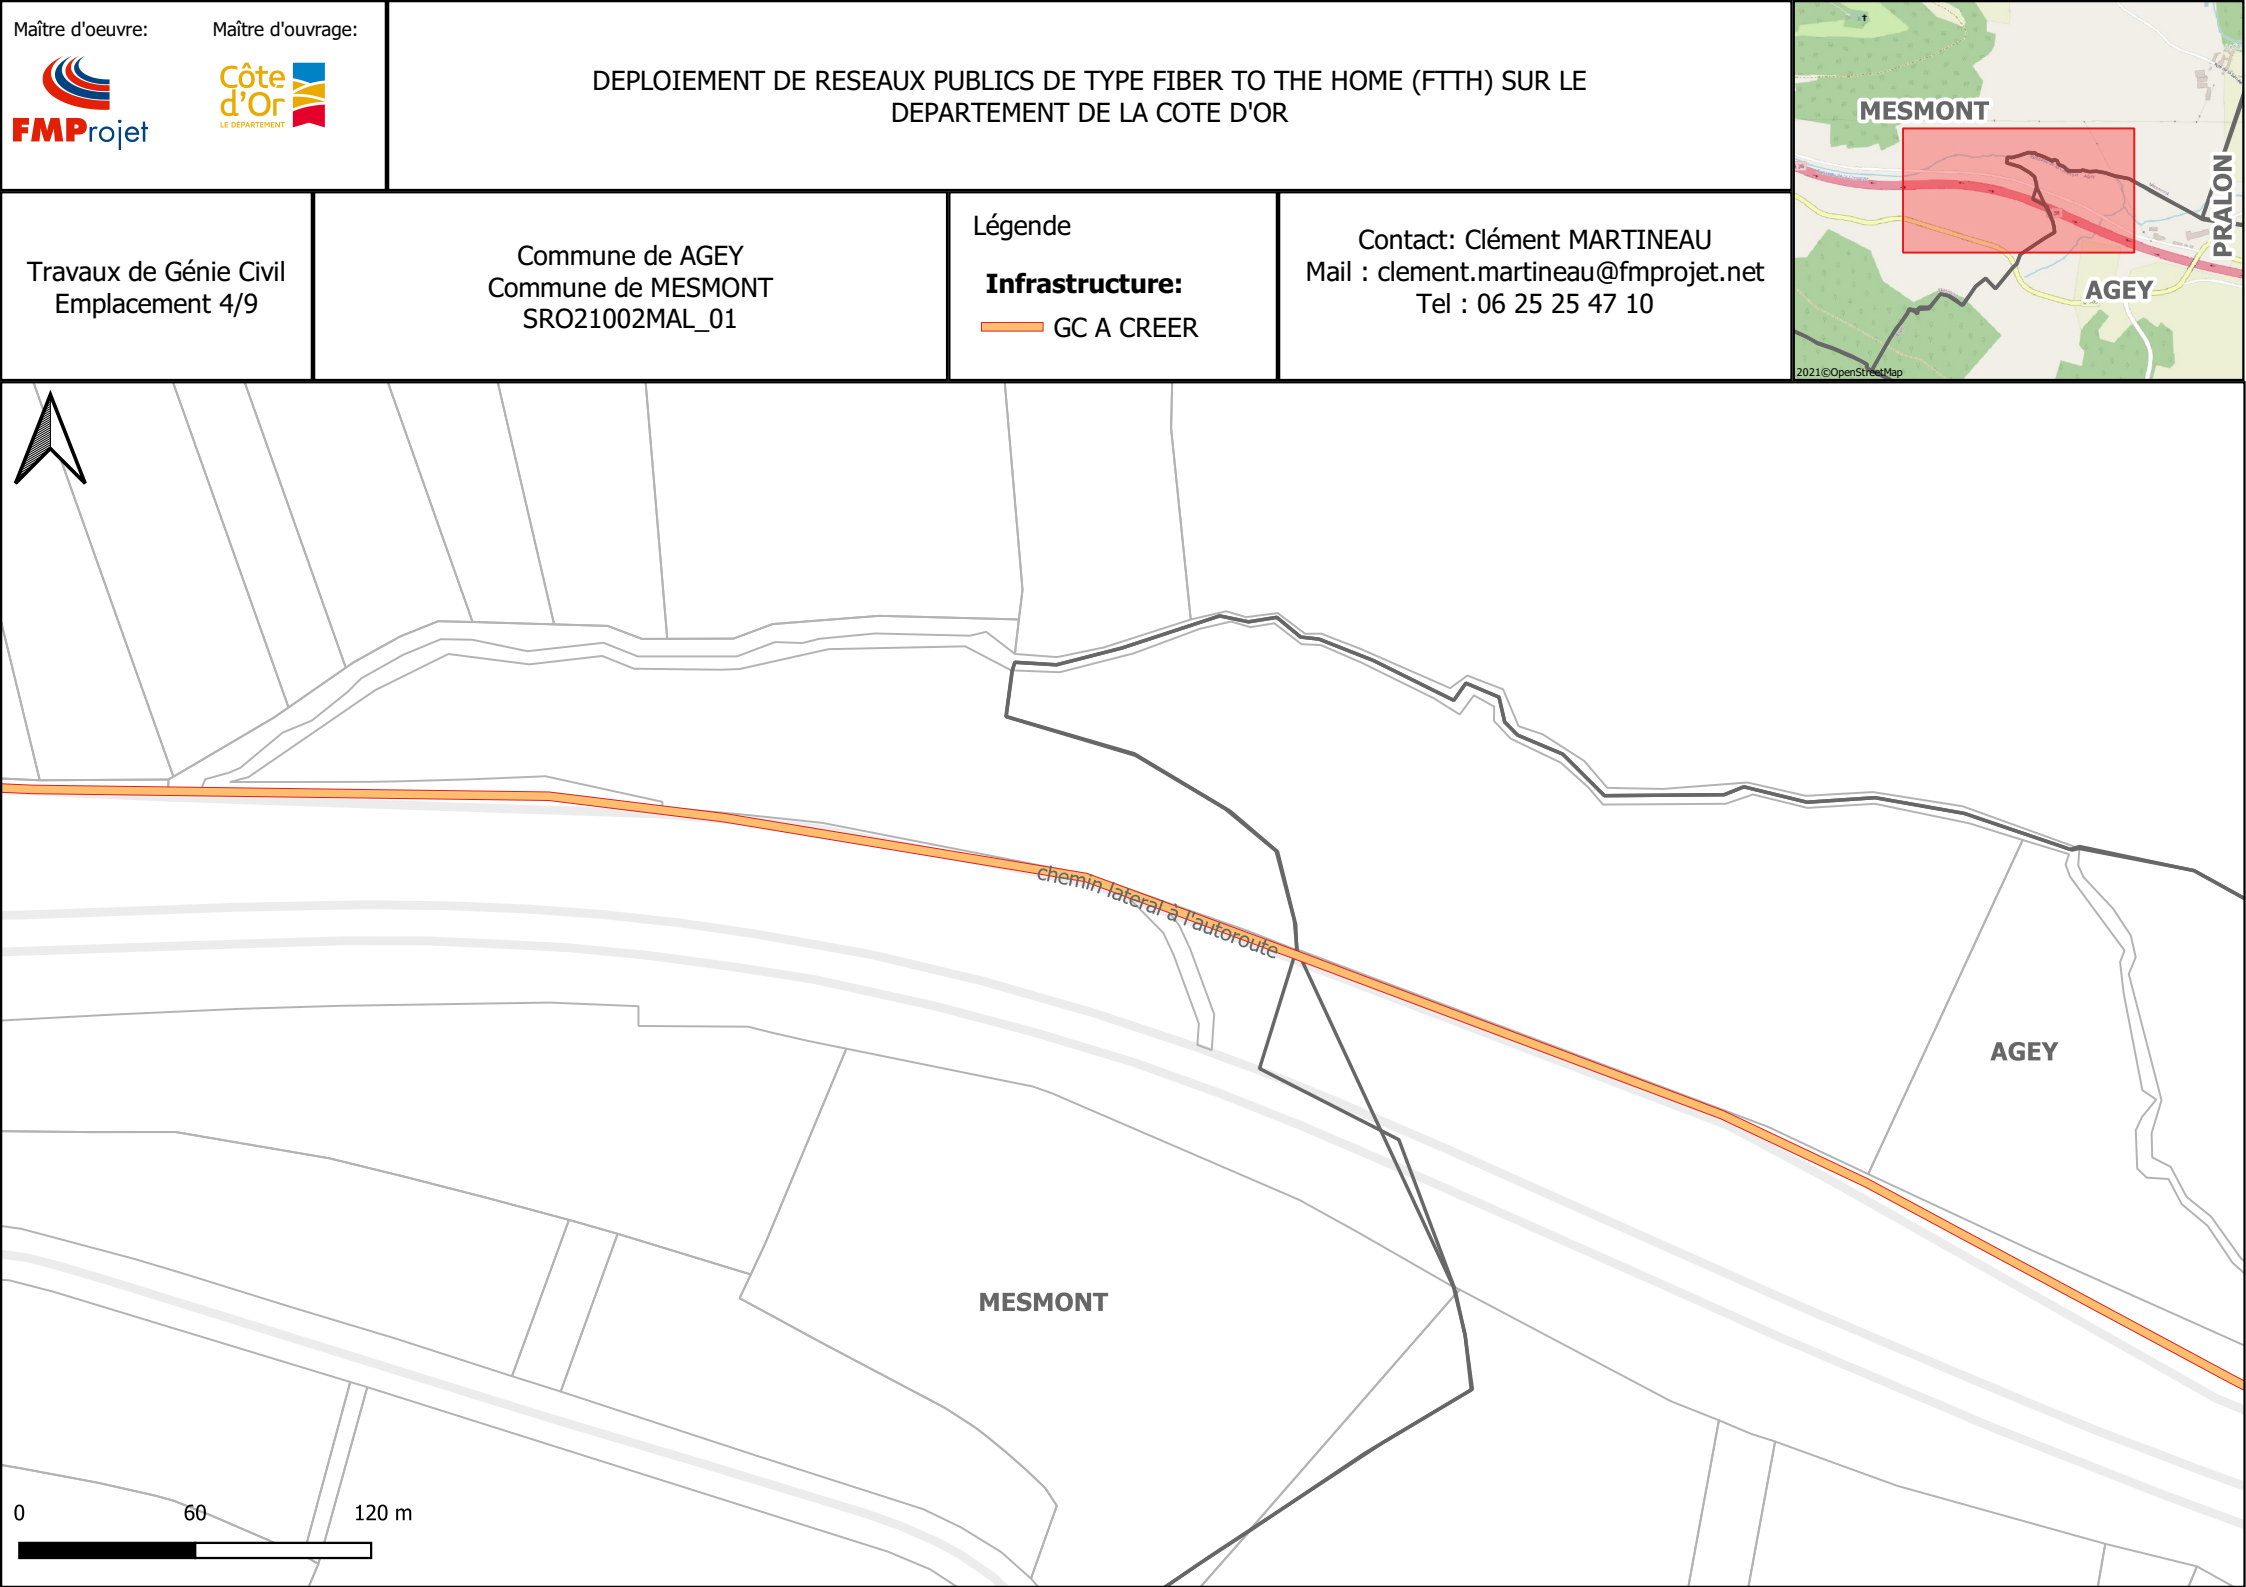 Maître d'oeuvre:
Maître d'ouvrage:
FMProjet
Côte
d'Or
LE DÉPARTEMENT
DEPLOIEMENT DE RESEAUX PUBLICS DE TYPE FIBER TO THE HOME (FTTH) SUR LE
DEPARTEMENT DE LA COTE D'OR
Travaux de Génie Civil
Emplacement 4/9
Commune de AGEY
Commune de MESMONT
SRO21002MAL_01
Légende
Infrastructure:
GC A CREER
Contact: Clément MARTINEAU
Mail : clement.martineau@fmprojet.net
Tel : 06 25 25 47 10
MESMONT
PRALON
AGEY
2021©OpenStreetMap
chemin latéral à l'autoroute
AGEY
MESMONT
0
60
120 m